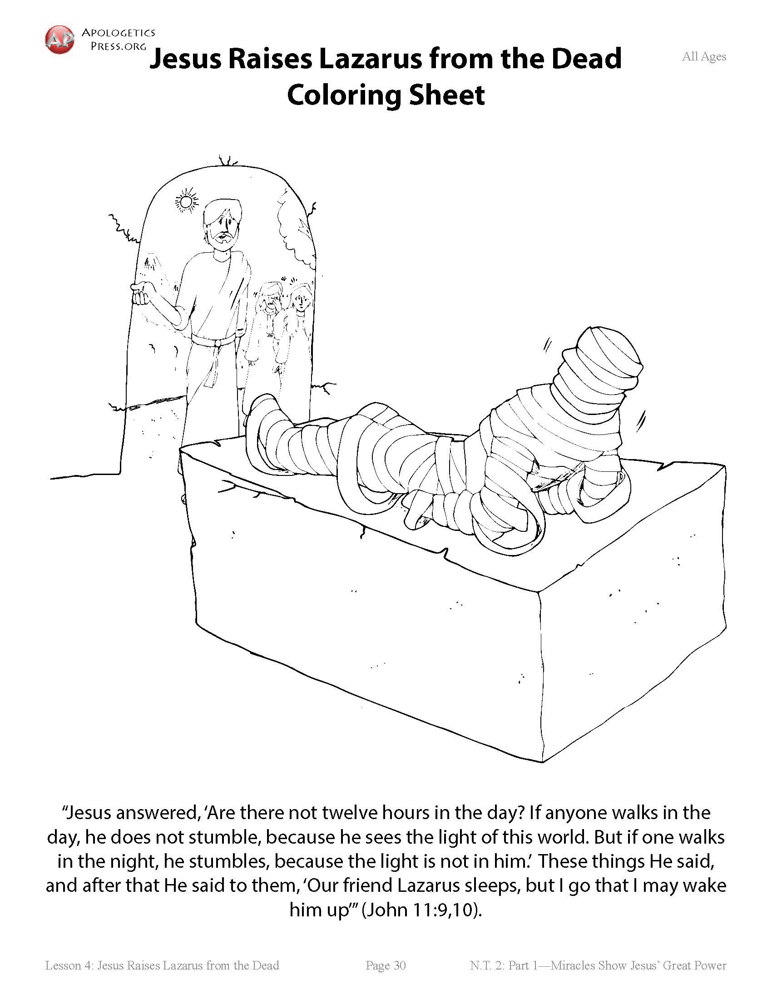 AP
APOLOGETICS
PRESS.ORG
Jesus Raises Lazarus from the Dead
All Ages
Coloring Sheet
“Jesus answered, ‘Are there not twelve hours in the day? If anyone walks in the
day, he does not stumble, because he sees the light of this world. But if one walks
in the night, he stumbles, because the light is not in him.’ These things He said,
and after that He said to them, ‘Our friend Lazarus sleeps, but I go that I may wake
him up’” (John 11:9,10).
Lesson 4: Jesus Raises Lazarus from the Dead
Page 30
N.T. 2: Part 1—Miracles Show Jesus’ Great Power